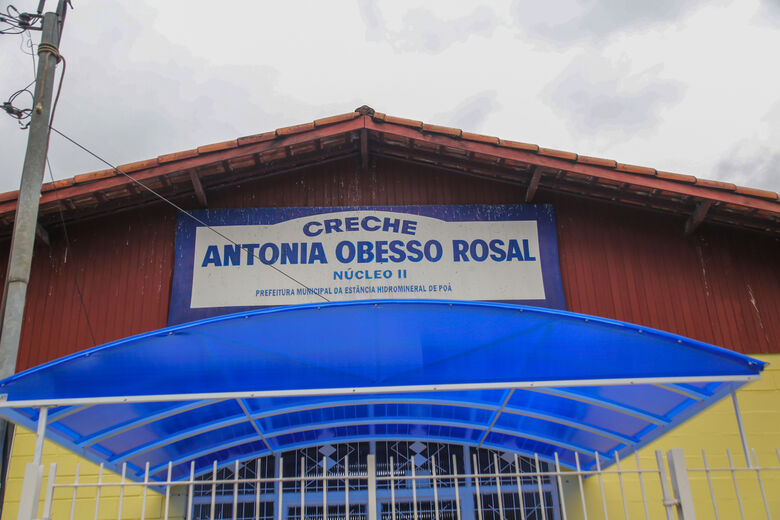 CRECHE
ANTONIA OBESSO ROSAL
NÚCLEO II
PREFEITURA MUNICIPAL DA ESTÂNCIA HIDROMINERAL DE POÁ